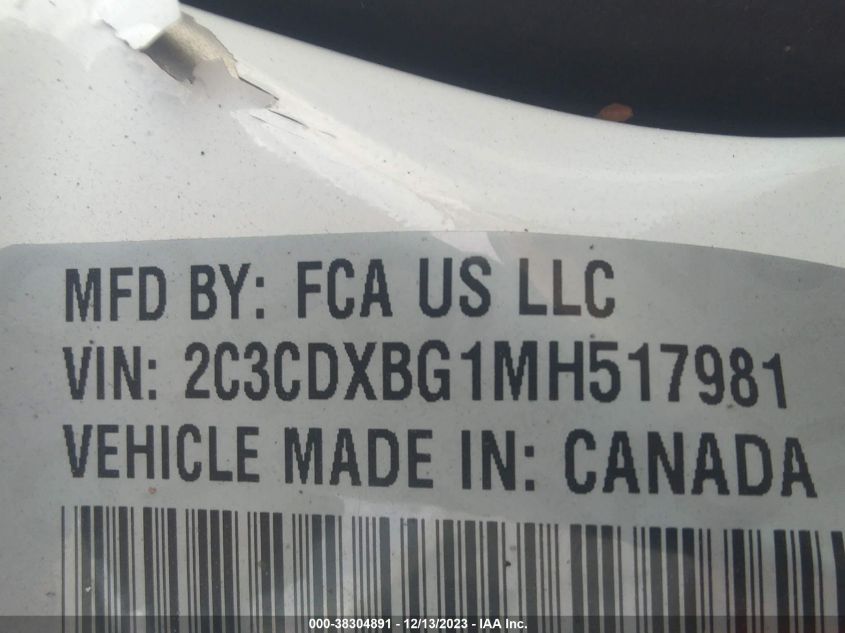 MFD BY: FCA US LLC
VIN: 2C3CDXBG1MH517981
VEHICLE MADE IN: CANADA
000-38304891 - 12/13/2023 - IAA Inc.